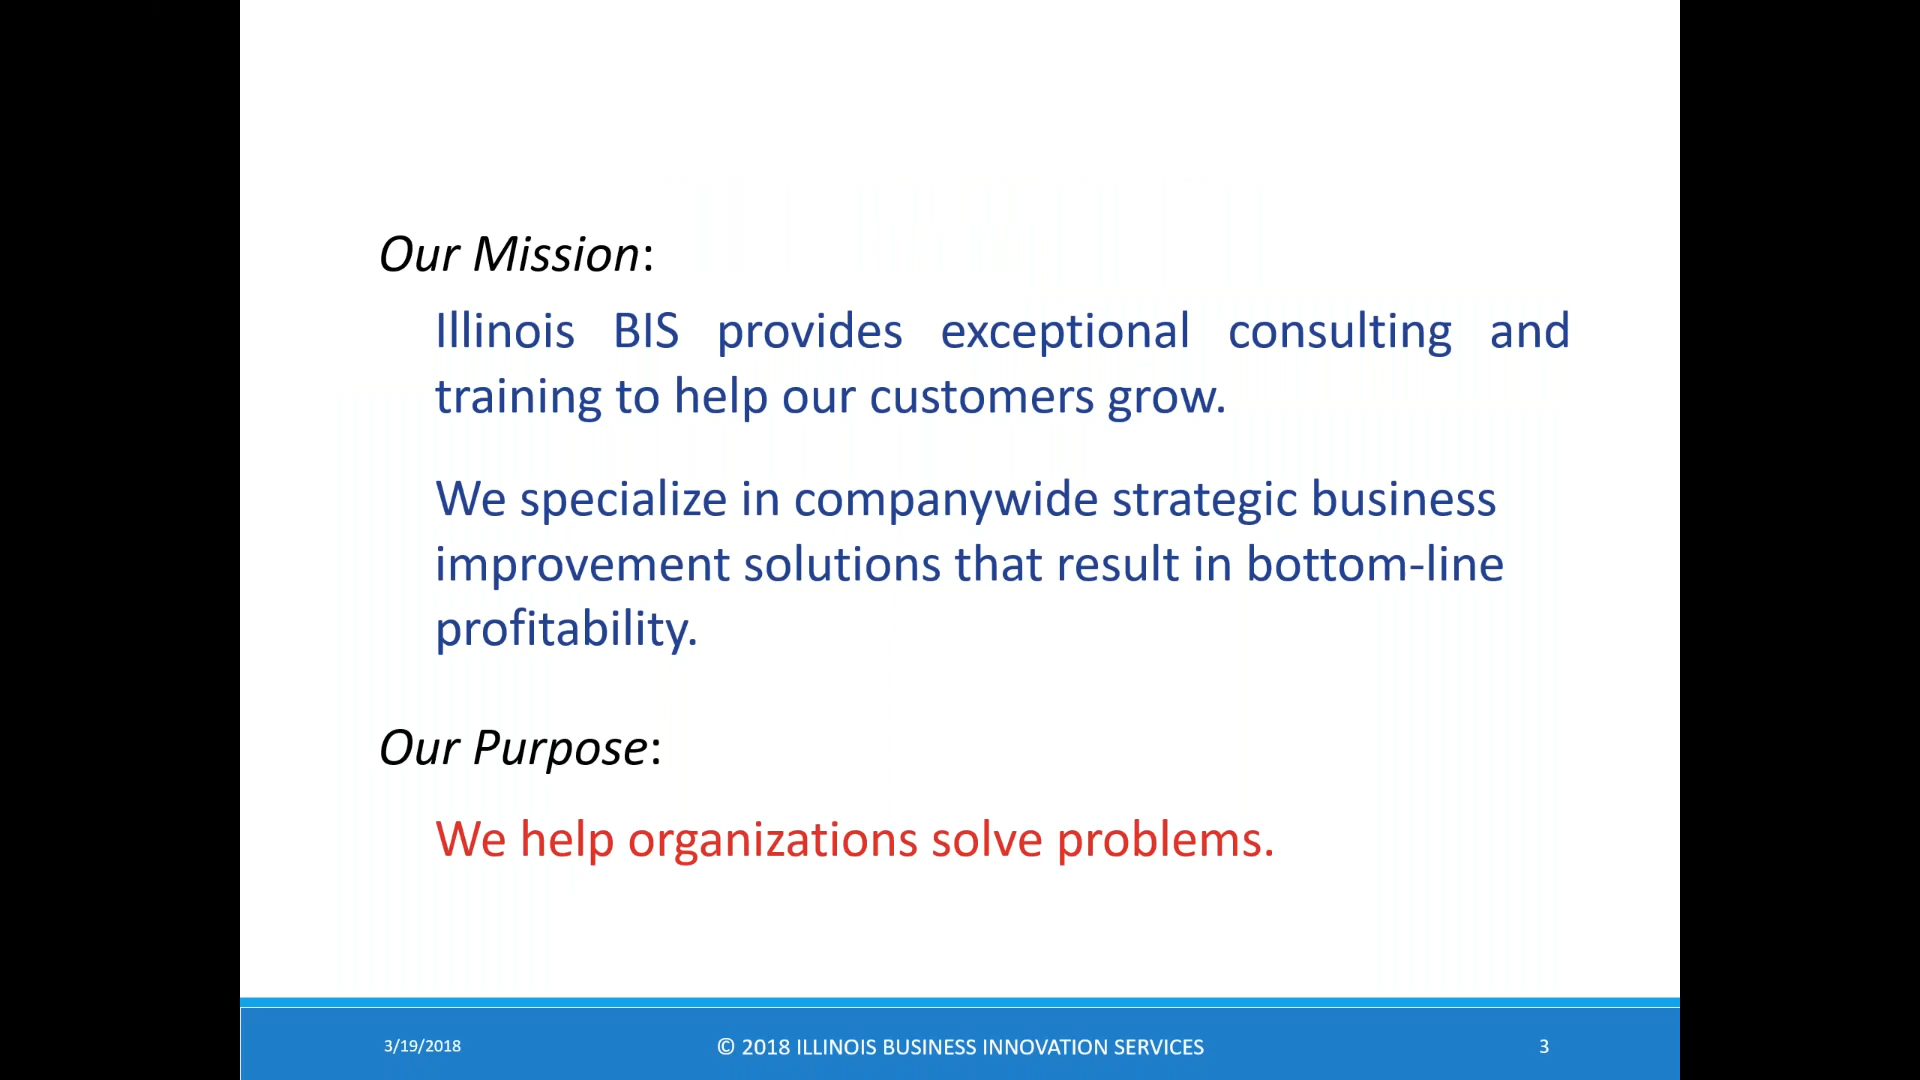 Our Mission:
Illinois BIS provides exceptional consulting and
training to help our customers grow.
We specialize in companywide strategic business
improvement solutions that result in bottom-line
profitability.
Our Purpose:
We help organizations solve problems.
3/19/2018
© 2018 ILLINOIS BUSINESS INNOVATION SERVICES
3